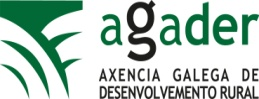 agader
AXENCIA GALEGA DE
DESENVOLVEMENTO RURAL